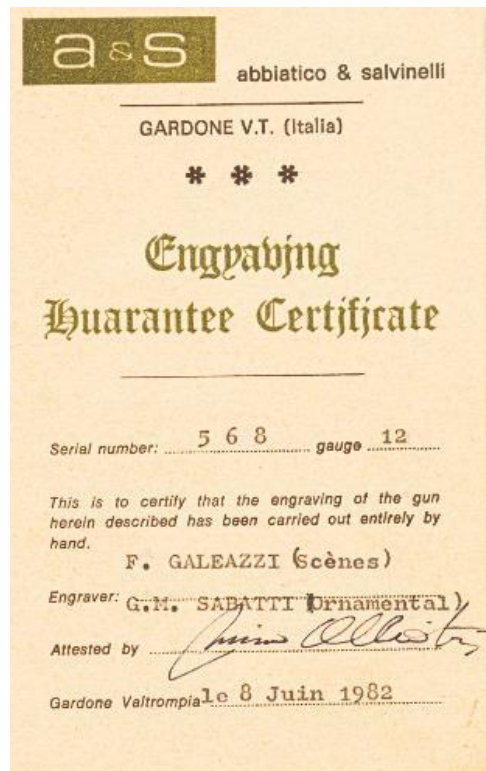 a&s abbiatico & salvinelli
GARDONE V.T. (Italia)
***
Engraving
Guarantee Certificate
Serial number: 5 6 8 gauge 12
This is to certify that the engraving of the gun
herein described has been carried out entirely by
hand.
F. GALEAZZI (Scènes)
Engraver: G.M. SABATTI (Ornamental)
Attested by
Gardone Valtrompia le 8 Juin 1982